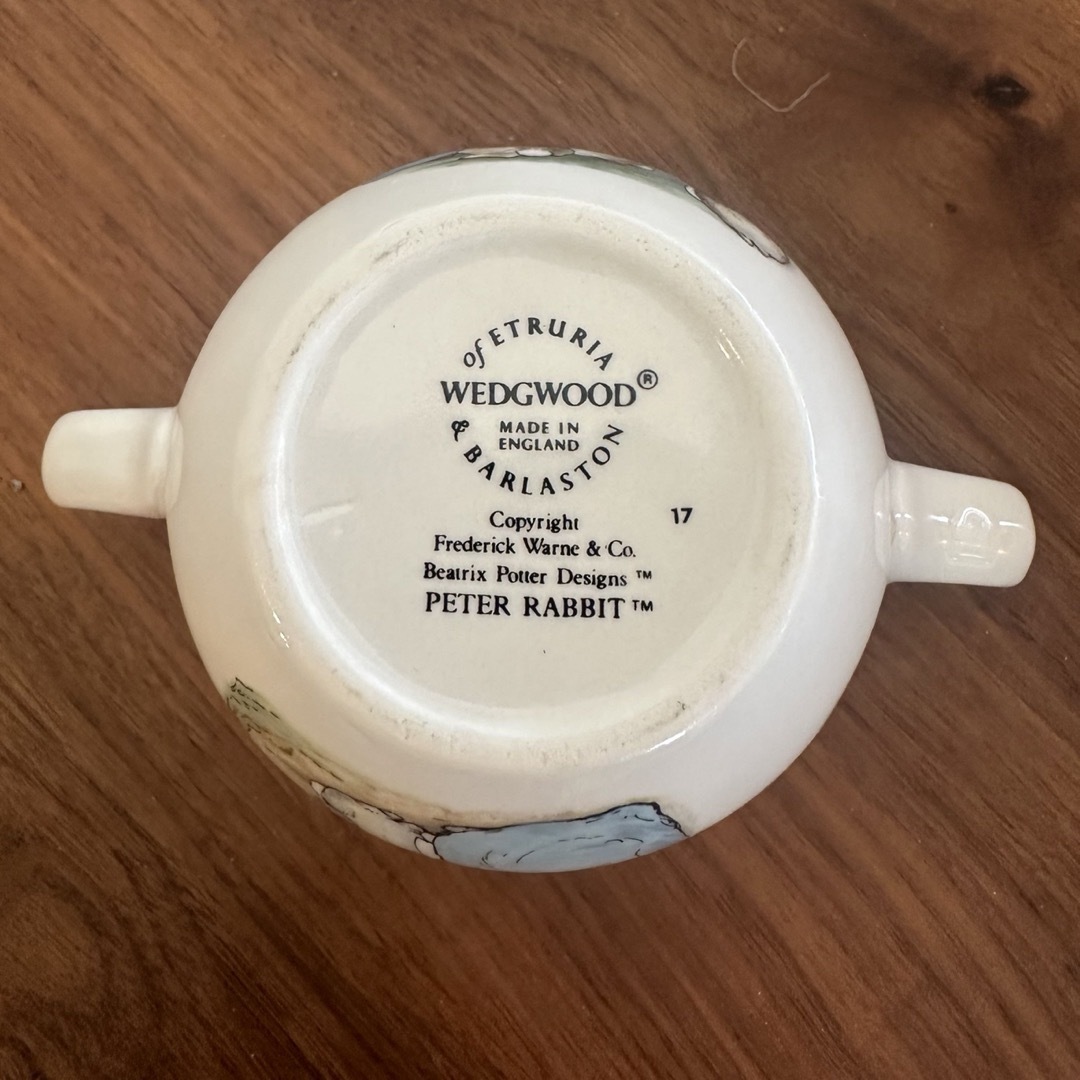 of ETRURIA
WEDGWOOD®
MADE IN
ENGLAND
& BARLASTON
Copyright
17
Frederick Warne & Co.
Beatrix Potter Designs ™
PETER RABBIT ™